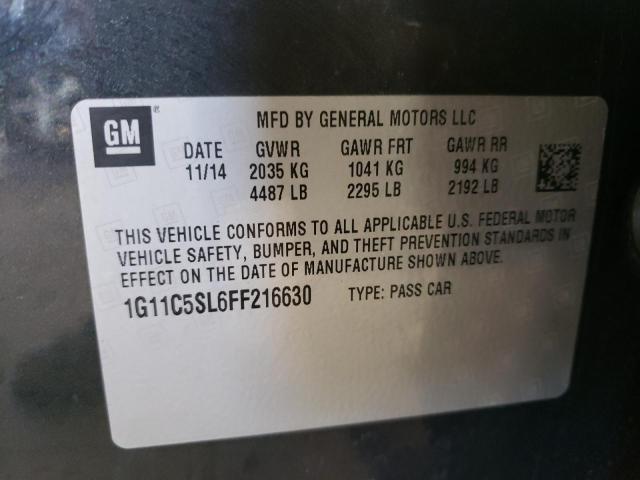 GM
MFD BY GENERAL MOTORS LLC
DATE GVWR GAWR FRT GAWR RR
11/14 2035 KG 1041 KG 994 KG
4487 LB 2295 LB 2192 LB
THIS VEHICLE CONFORMS TO ALL APPLICABLE U.S. FEDERAL MOTOR
VEHICLE SAFETY, BUMPER, AND THEFT PREVENTION STANDARDS IN
EFFECT ON THE DATE OF MANUFACTURE SHOWN ABOVE.
1G11C5SL6FF216630 TYPE: PASS CAR